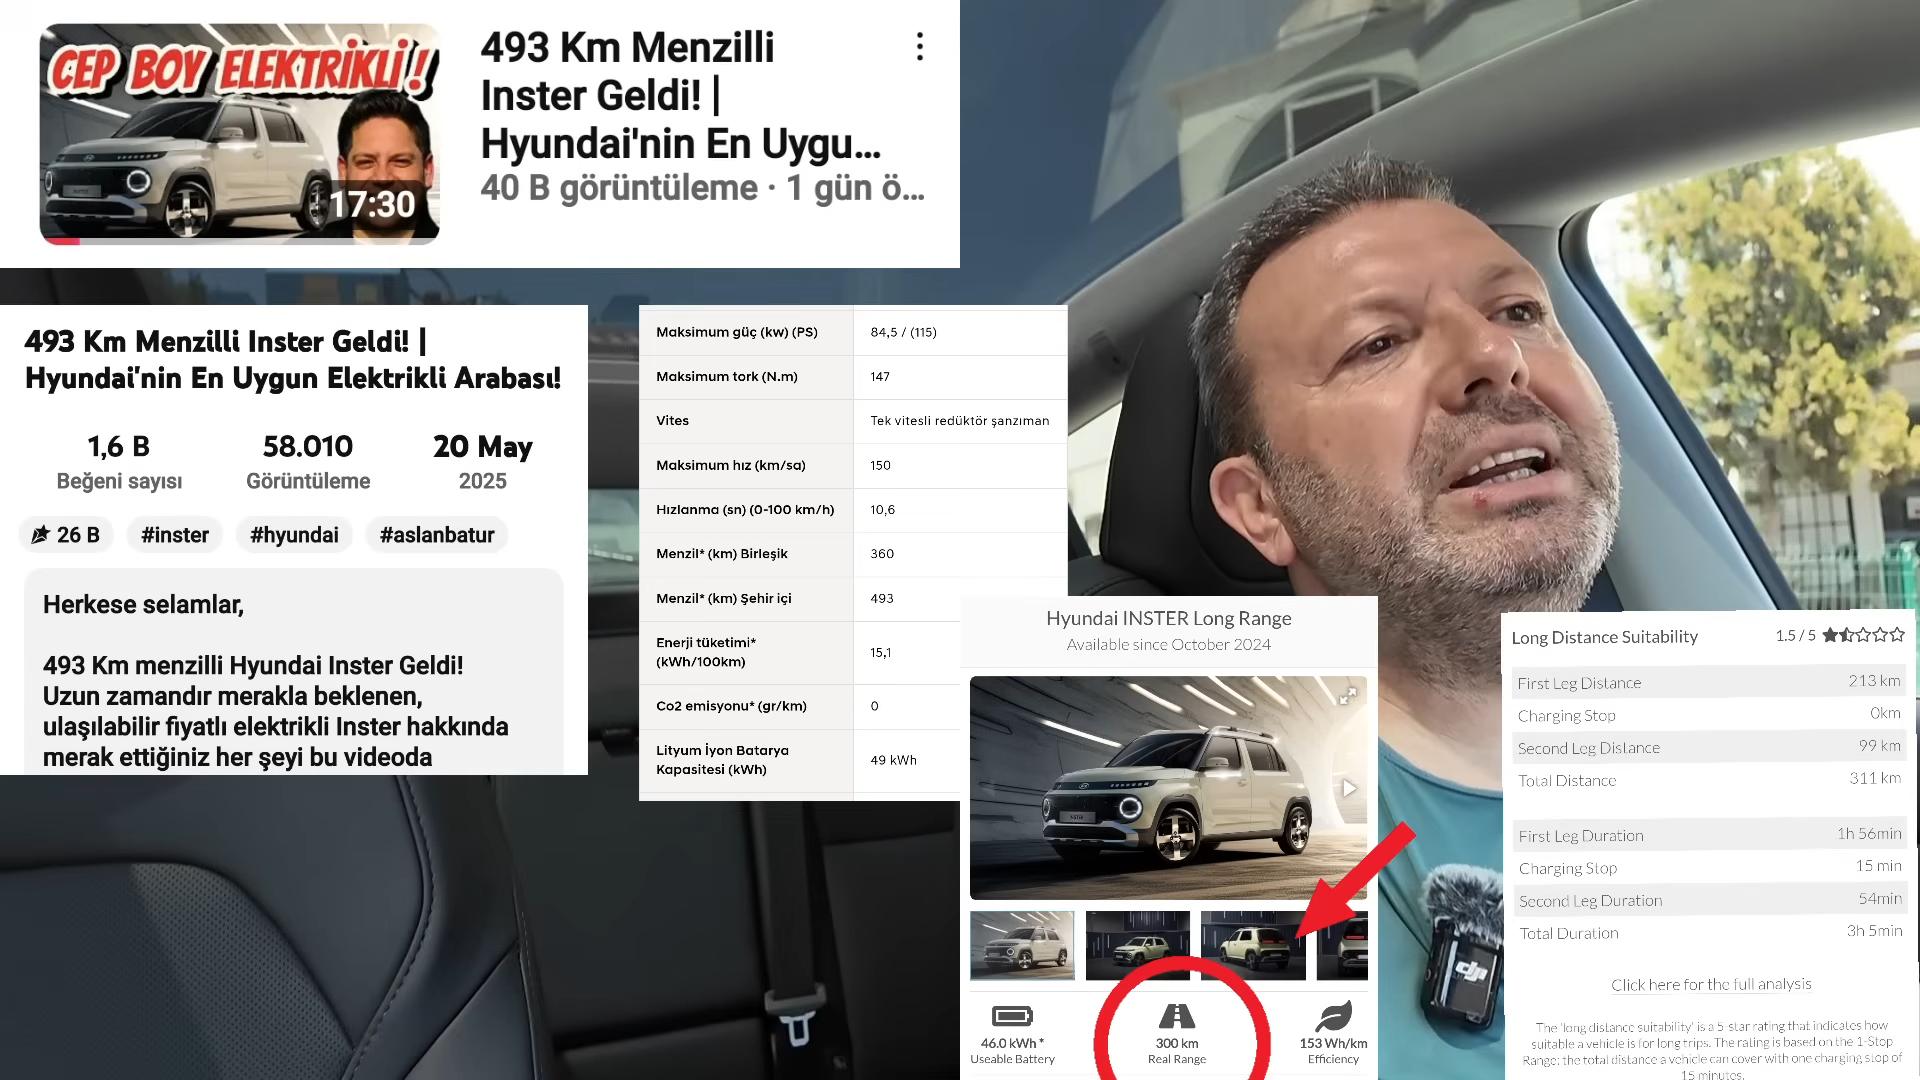 CEP BOY ELEKTRİKLİ!
17:30
493 Km Menzilli
Inster Geldi! |
Hyundai'nin En Uygu...
40 B görüntüleme · 1 gün ö...
493 Km Menzilli Inster Geldi! |
Hyundai'nin En Uygun Elektrikli Arabası!
1,6 B 58.010 20 May
Beğeni sayısı Görüntüleme 2025
26 B #inster #hyundai #aslanbatur
Herkese selamlar,
493 Km menzilli Hyundai Inster Geldi!
Uzun zamandır merakla beklenen,
ulaşılabilir fiyatlı elektrikli Inster hakkında
merak ettiğiniz her şeyi bu videoda
Maksimum güç (kw) (PS) 84,5 / (115)
Maksimum tork (N.m) 147
Vites Tek vitesli redüktör şanzıman
Maksimum hız (km/sa) 150
Hızlanma (sn) (0-100 km/h) 10,6
Menzil* (km) Birleşik 360
Menzil* (km) Şehir içi 493
Enerji tüketimi*
(kWh/100km) 15,1
Co2 emisyonu* (gr/km) 0
Lityum İyon Batarya
Kapasitesi (kWh) 49 kWh
Hyundai INSTER Long Range
Available since October 2024
INSTER
46.0 kWh * 300 km 153 Wh/km
Useable Battery Real Range Efficiency
Long Distance Suitability 1.5 / 5
First Leg Distance 213 km
Charging Stop 0km
Second Leg Distance 99 km
Total Distance 311 km
First Leg Duration 1h 56min
Charging Stop 15 min
Second Leg Duration 54min
Total Duration 3h 5min
Click here for the full analysis
The 'long distance suitability' is a 5-star rating that indicates how
suitable a vehicle is for long trips. The rating is based on the 1-Stop
Range: the total distance a vehicle can cover with one charging stop of
15 minutes.
dji